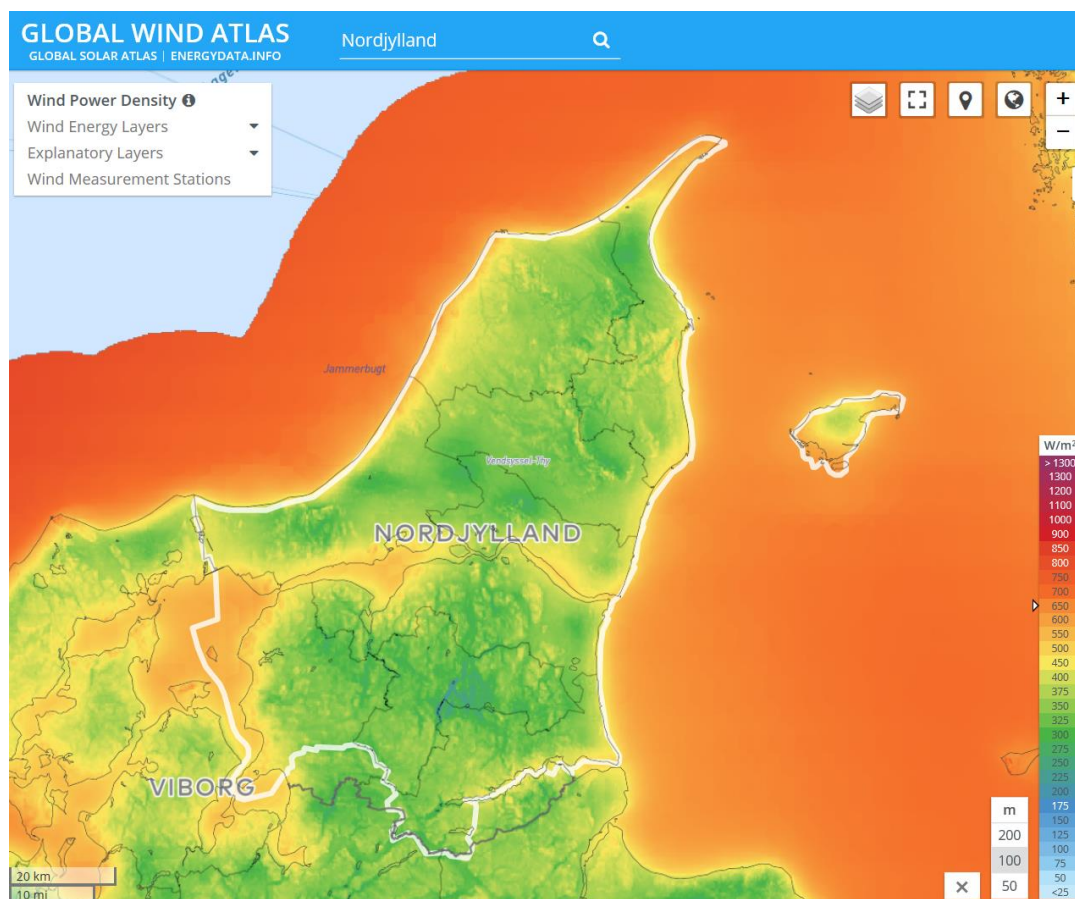 GLOBAL WIND ATLAS
GLOBAL SOLAR ATLAS | ENERGYDATA.INFO
Nordjylland
Wind Power Density
Wind Energy Layers
Explanatory Layers
Wind Measurement Stations
+
−
Jammerbugt
Vendsyssel-Thy
NORDJYLLAND
VIBORG
W/m²
> 1300
1300
1200
1100
1000
900
850
800
750
700
650
600
550
500
450
400
375
350
325
300
275
250
225
200
175
150
125
100
75
50
<25
m
200
100
50
×
20 km
10 mi